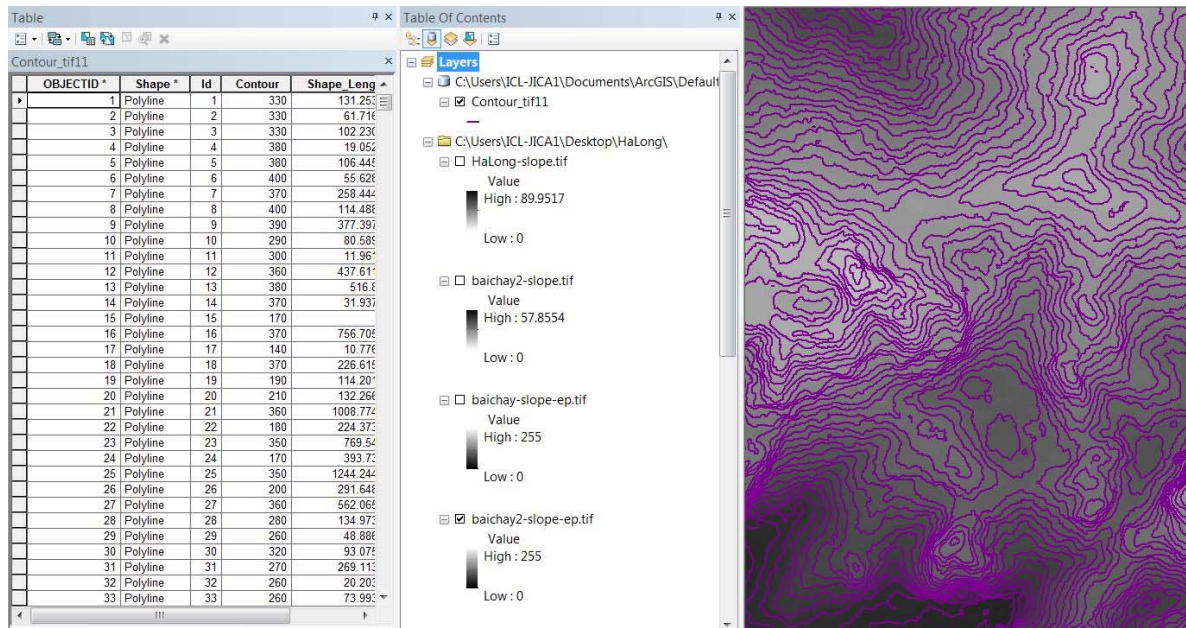 Table
Contour_tif11
OBJECTID * Shape * Id Contour Shape_Leng
1 Polyline 1 330 131.253
2 Polyline 2 330 61.716
3 Polyline 3 330 102.230
4 Polyline 4 380 19.052
5 Polyline 5 380 106.445
6 Polyline 6 400 55.628
7 Polyline 7 370 258.444
8 Polyline 8 400 114.488
9 Polyline 9 390 377.397
10 Polyline 10 290 80.589
11 Polyline 11 300 11.961
12 Polyline 12 360 437.611
13 Polyline 13 380 516.8
14 Polyline 14 370 31.937
15 Polyline 15 170
16 Polyline 16 370 756.705
17 Polyline 17 140 10.776
18 Polyline 18 370 226.615
19 Polyline 19 190 114.201
20 Polyline 20 210 132.266
21 Polyline 21 360 1008.774
22 Polyline 22 180 224.373
23 Polyline 23 350 769.54
24 Polyline 24 170 393.73
25 Polyline 25 350 1244.244
26 Polyline 26 200 291.648
27 Polyline 27 360 562.065
28 Polyline 28 280 134.973
29 Polyline 29 260 48.886
30 Polyline 30 320 93.075
31 Polyline 31 270 269.113
32 Polyline 32 260 20.203
33 Polyline 33 260 73.993
Table Of Contents
Layers
C:\Users\ICL-JICA1\Documents\ArcGIS\Default
Contour_tif11
C:\Users\ICL-JICA1\Desktop\HaLong\
HaLong-slope.tif
Value
High : 89.9517
Low : 0
baichay2-slope.tif
Value
High : 57.8554
Low : 0
baichay-slope-ep.tif
Value
High : 255
Low : 0
baichay2-slope-ep.tif
Value
High : 255
Low : 0